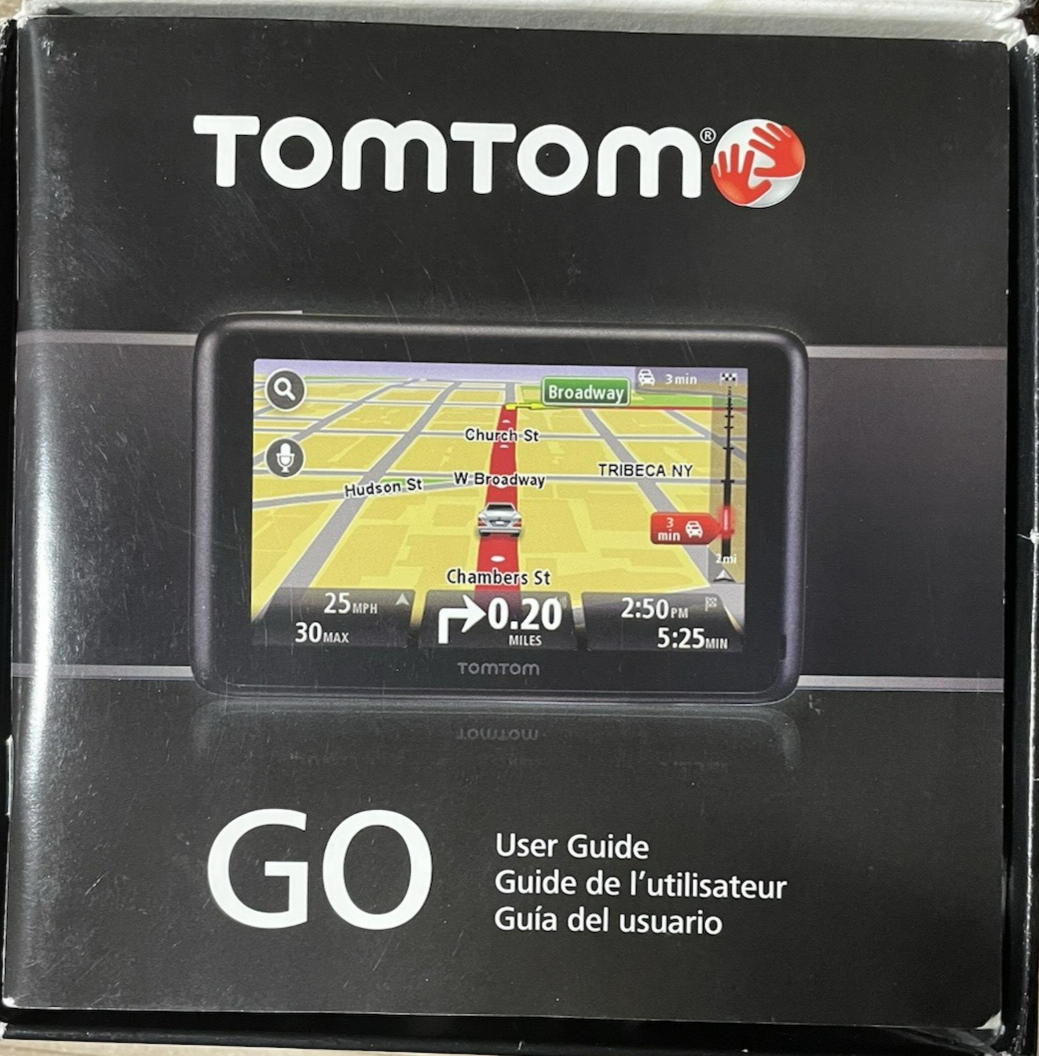 TOMTOM®
Broadway
3 min
Church St
TRIBECA NY
W Broadway
Hudson St
3
min
2mi
Chambers St
25MPH
30MAX
0.20
MILES
2:50PM
5:25MIN
TOMTOM
TOMTOM
GO
User Guide
Guide de l'utilisateur
Guía del usuario